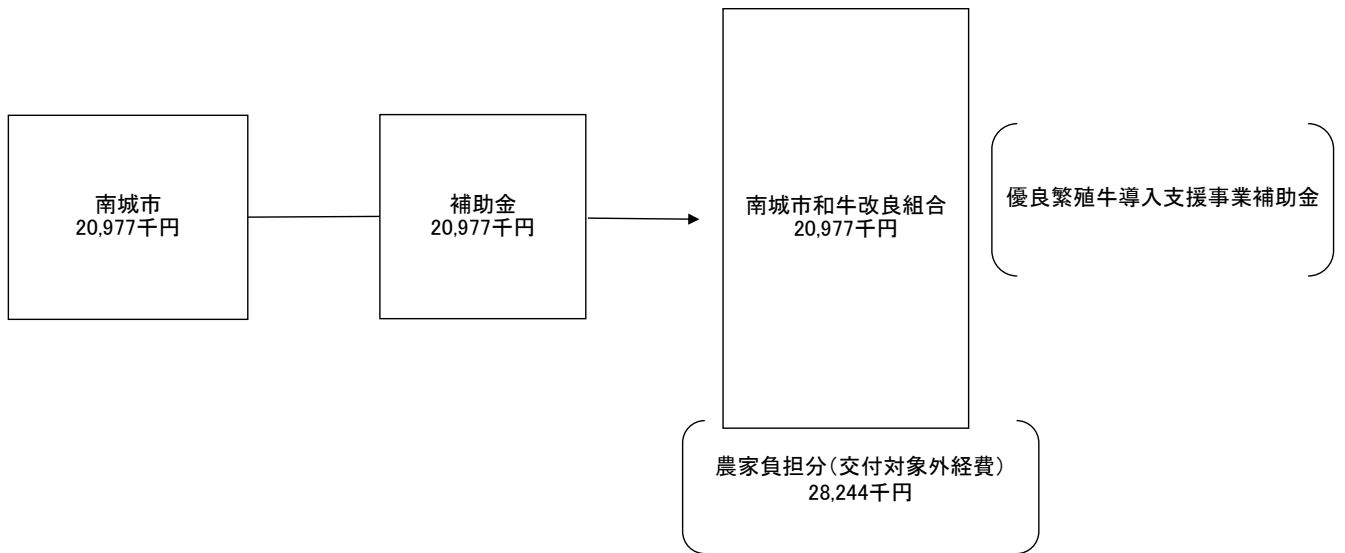 南城市
20,977千円
補助金
20,977千円
南城市和牛改良組合
20,977千円
優良繁殖牛導入支援事業補助金
農家負担分（交付対象外経費）
28,244千円